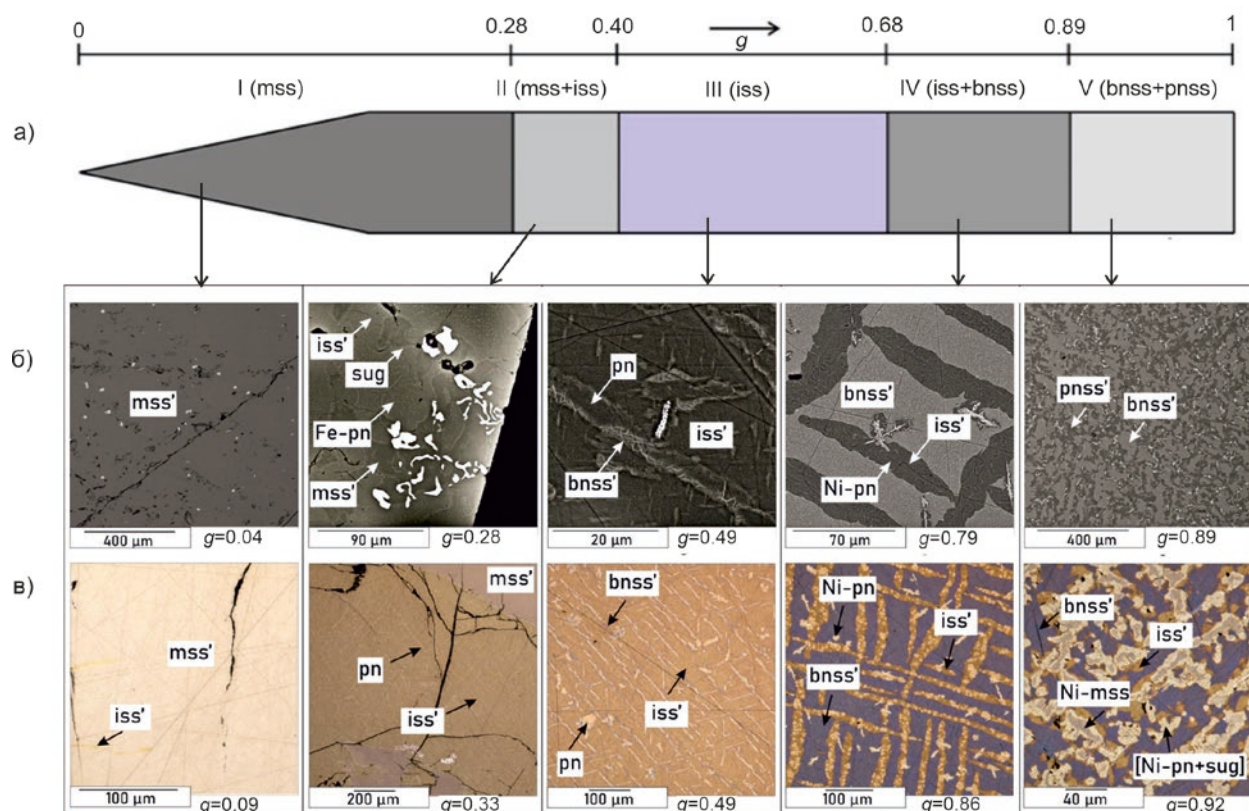 0 0.28 0.40 0.68 0.89 1
g
I (mss) II (mss+iss) III (iss) IV (iss+bnss) V (bnss+pnss)
а)
б)
mss'
400 µm
g=0.04
iss'
sug
Fe-pn
mss'
90 µm
g=0.28
pn
iss'
bnss'
20 µm
g=0.49
bnss'
iss'
Ni-pn
70 µm
g=0.79
pnss'
bnss'
400 µm
g=0.89
в)
mss'
iss'
100 µm
g=0.09
mss'
pn
iss'
200 µm
g=0.33
bnss'
iss'
pn
100 µm
g=0.49
Ni-pn
iss'
bnss'
100 µm
g=0.86
bnss'
iss'
Ni-mss
[Ni-pn+sug]
40 µm
g=0.92